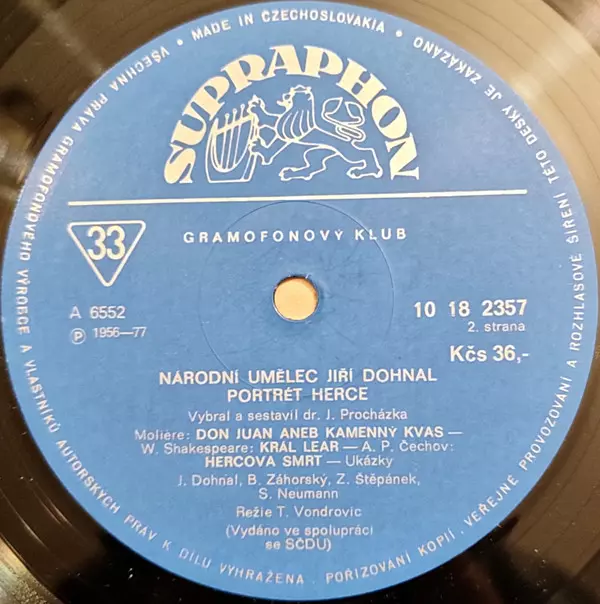 VŠECHNA PRÁVA GRAMOFONOVÉHO VÝROBCE A VLASTNÍKŮ AUTORSKÝCH PRÁV K DÍLU VYHRAŽENA. POŘIZOVÁNÍ KOPIÍ, VEŘEJNÉ PROVOZOVÁNÍ A ROZHLASOVÉ ŠÍŘENÍ TÉTO DESKY JE ZAKÁZÁNO • MADE IN CZECHOSLOVAKIA •
SUPRAPHON
33
GRAMOFONOVÝ KLUB
A 6552
℗ 1956—77
10 18 2357
2. strana
Kčs 36,-
NÁRODNÍ UMĚLEC JIŘÍ DOHNAL
PORTRÉT HERCE
Vybral a sestavil dr. J. Procházka
Molière: DON JUAN ANEB KAMENNÝ KVAS —
W. Shakespeare: KRÁL LEAR — A. P. Čechov:
HERCOVA SMRT — Ukázky
J. Dohnal, B. Záhorský, Z. Štěpánek,
S. Neumann
Režie T. Vondrovic
(Vydáno ve spolupráci
se SČDU)